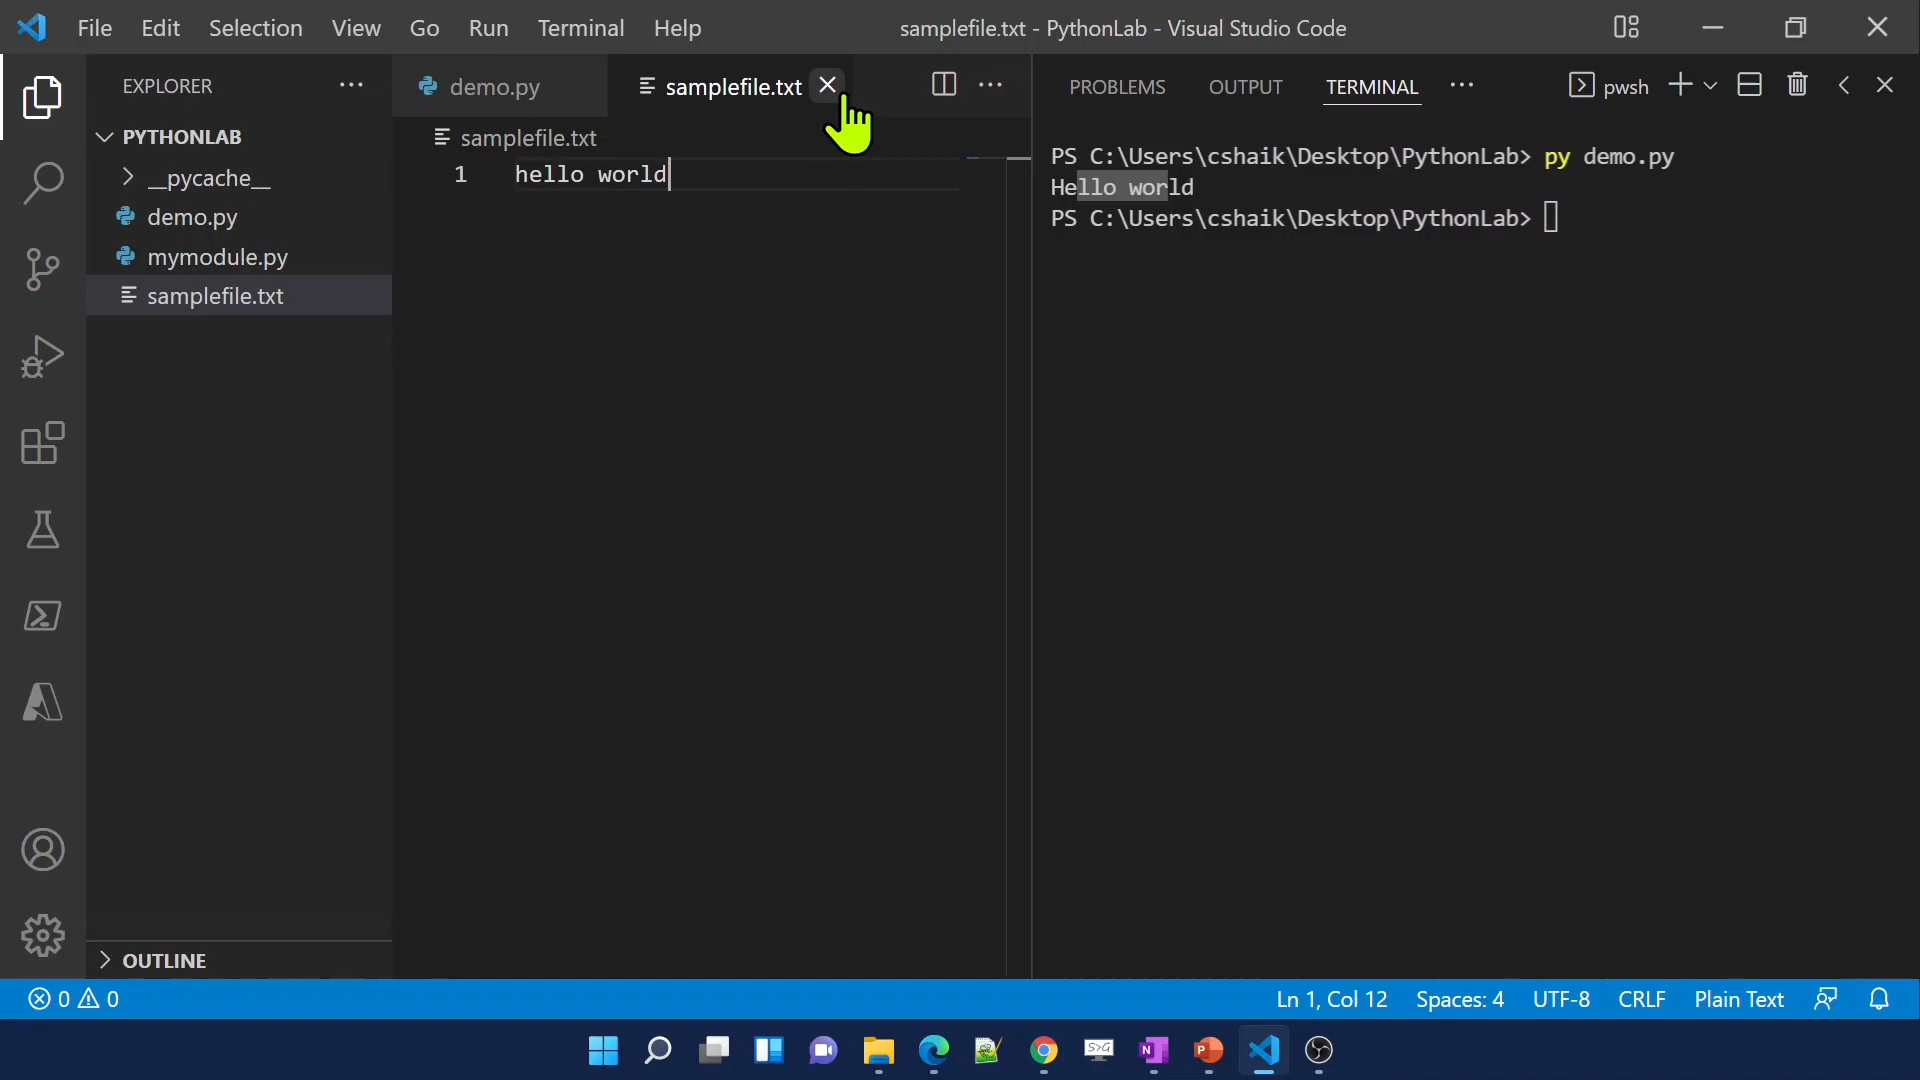 File Edit Selection View Go Run Terminal Help
samplefile.txt - PythonLab - Visual Studio Code
EXPLORER
PYTHONLAB
__pycache__
demo.py
mymodule.py
samplefile.txt
OUTLINE
demo.py
samplefile.txt
samplefile.txt
1 hello world
PROBLEMS OUTPUT TERMINAL
pwsh
PS C:\Users\cshaik\Desktop\PythonLab> py demo.py
Hello world
PS C:\Users\cshaik\Desktop\PythonLab>
0 0
Ln 1, Col 12 Spaces: 4 UTF-8 CRLF Plain Text
S>G
N
P